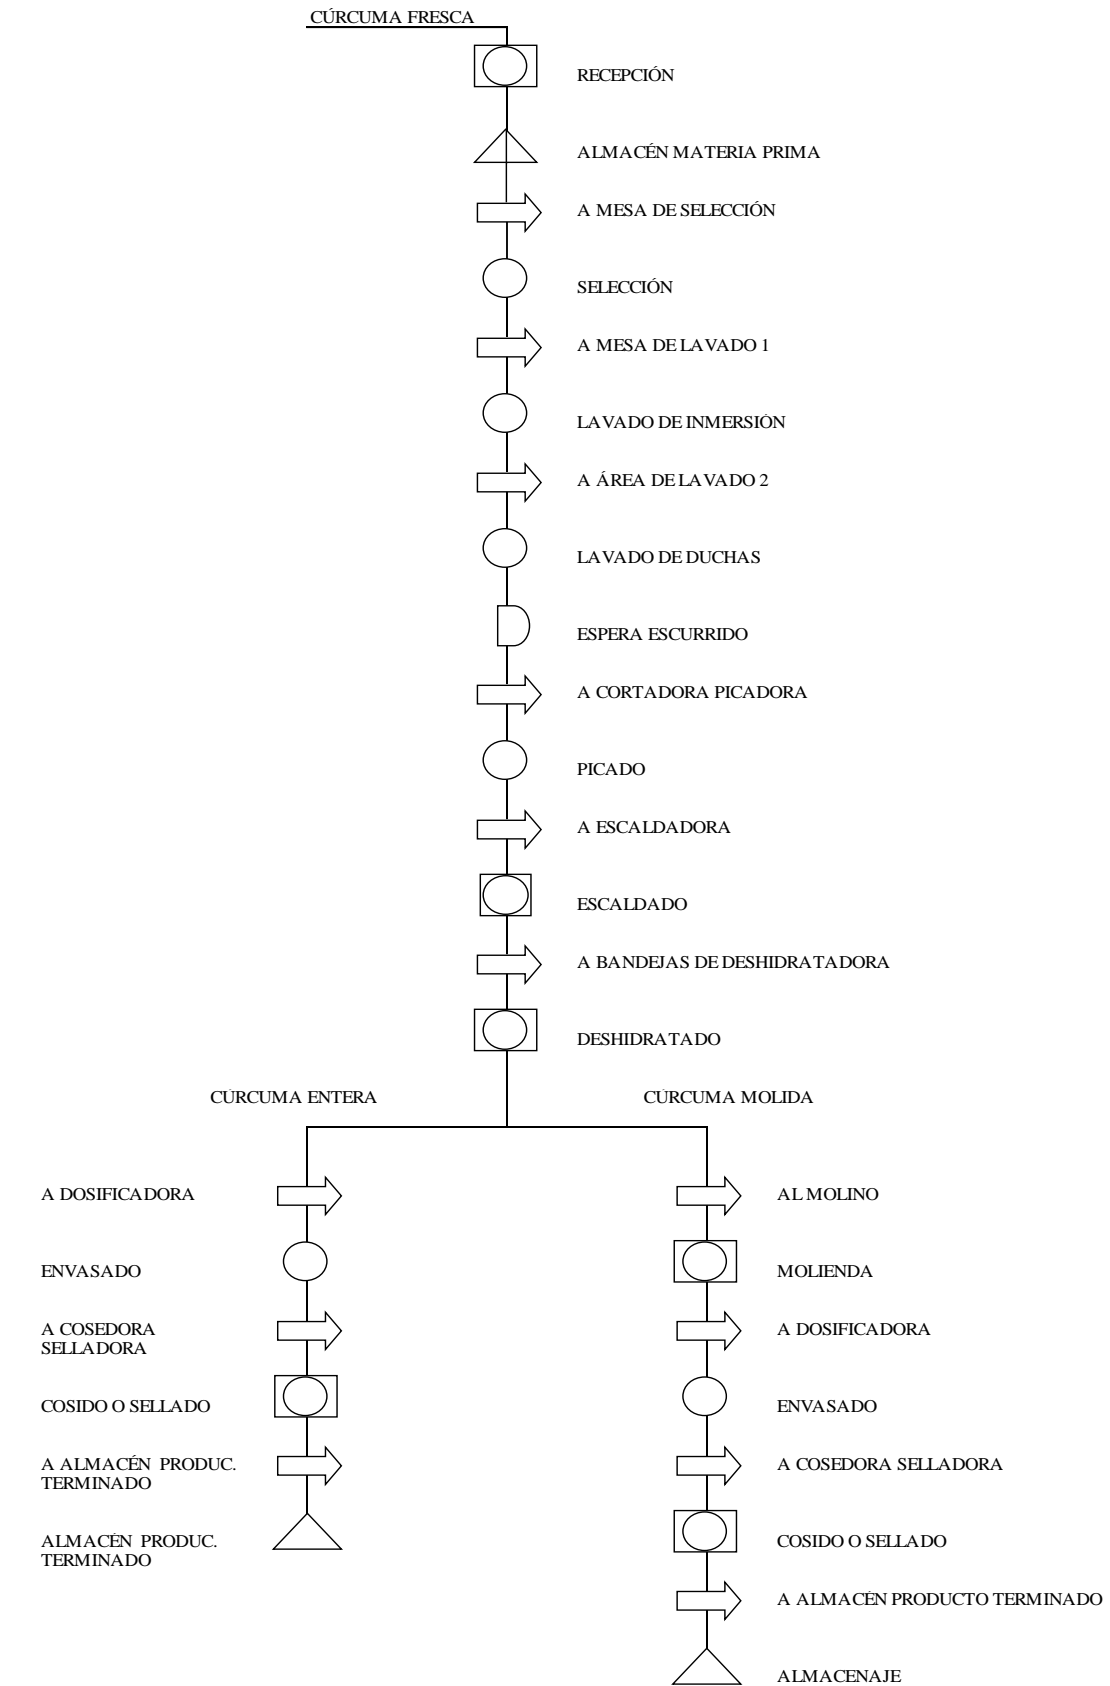 CÚRCUMA FRESCA
RECEPCIÓN
ALMACÉN MATERIA PRIMA
A MESA DE SELECCIÓN
SELECCIÓN
A MESA DE LAVADO 1
LAVADO DE INMERSIÓN
A ÁREA DE LAVADO 2
LAVADO DE DUCHAS
ESPERA ESCURRIDO
A CORTADORA PICADORA
PICADO
A ESCALDADORA
ESCALDADO
A BANDEJAS DE DESHIDRATADORA
DESHIDRATADO
CÚRCUMA ENTERA
A DOSIFICADORA
ENVASADO
A COSEDORA
SELLADORA
COSIDO O SELLADO
A ALMACÉN PRODUC.
TERMINADO
ALMACÉN PRODUC.
TERMINADO
CÚRCUMA MOLIDA
AL MOLINO
MOLIENDA
A DOSIFICADORA
ENVASADO
A COSEDORA SELLADORA
COSIDO O SELLADO
A ALMACÉN PRODUCTO TERMINADO
ALMACENAJE